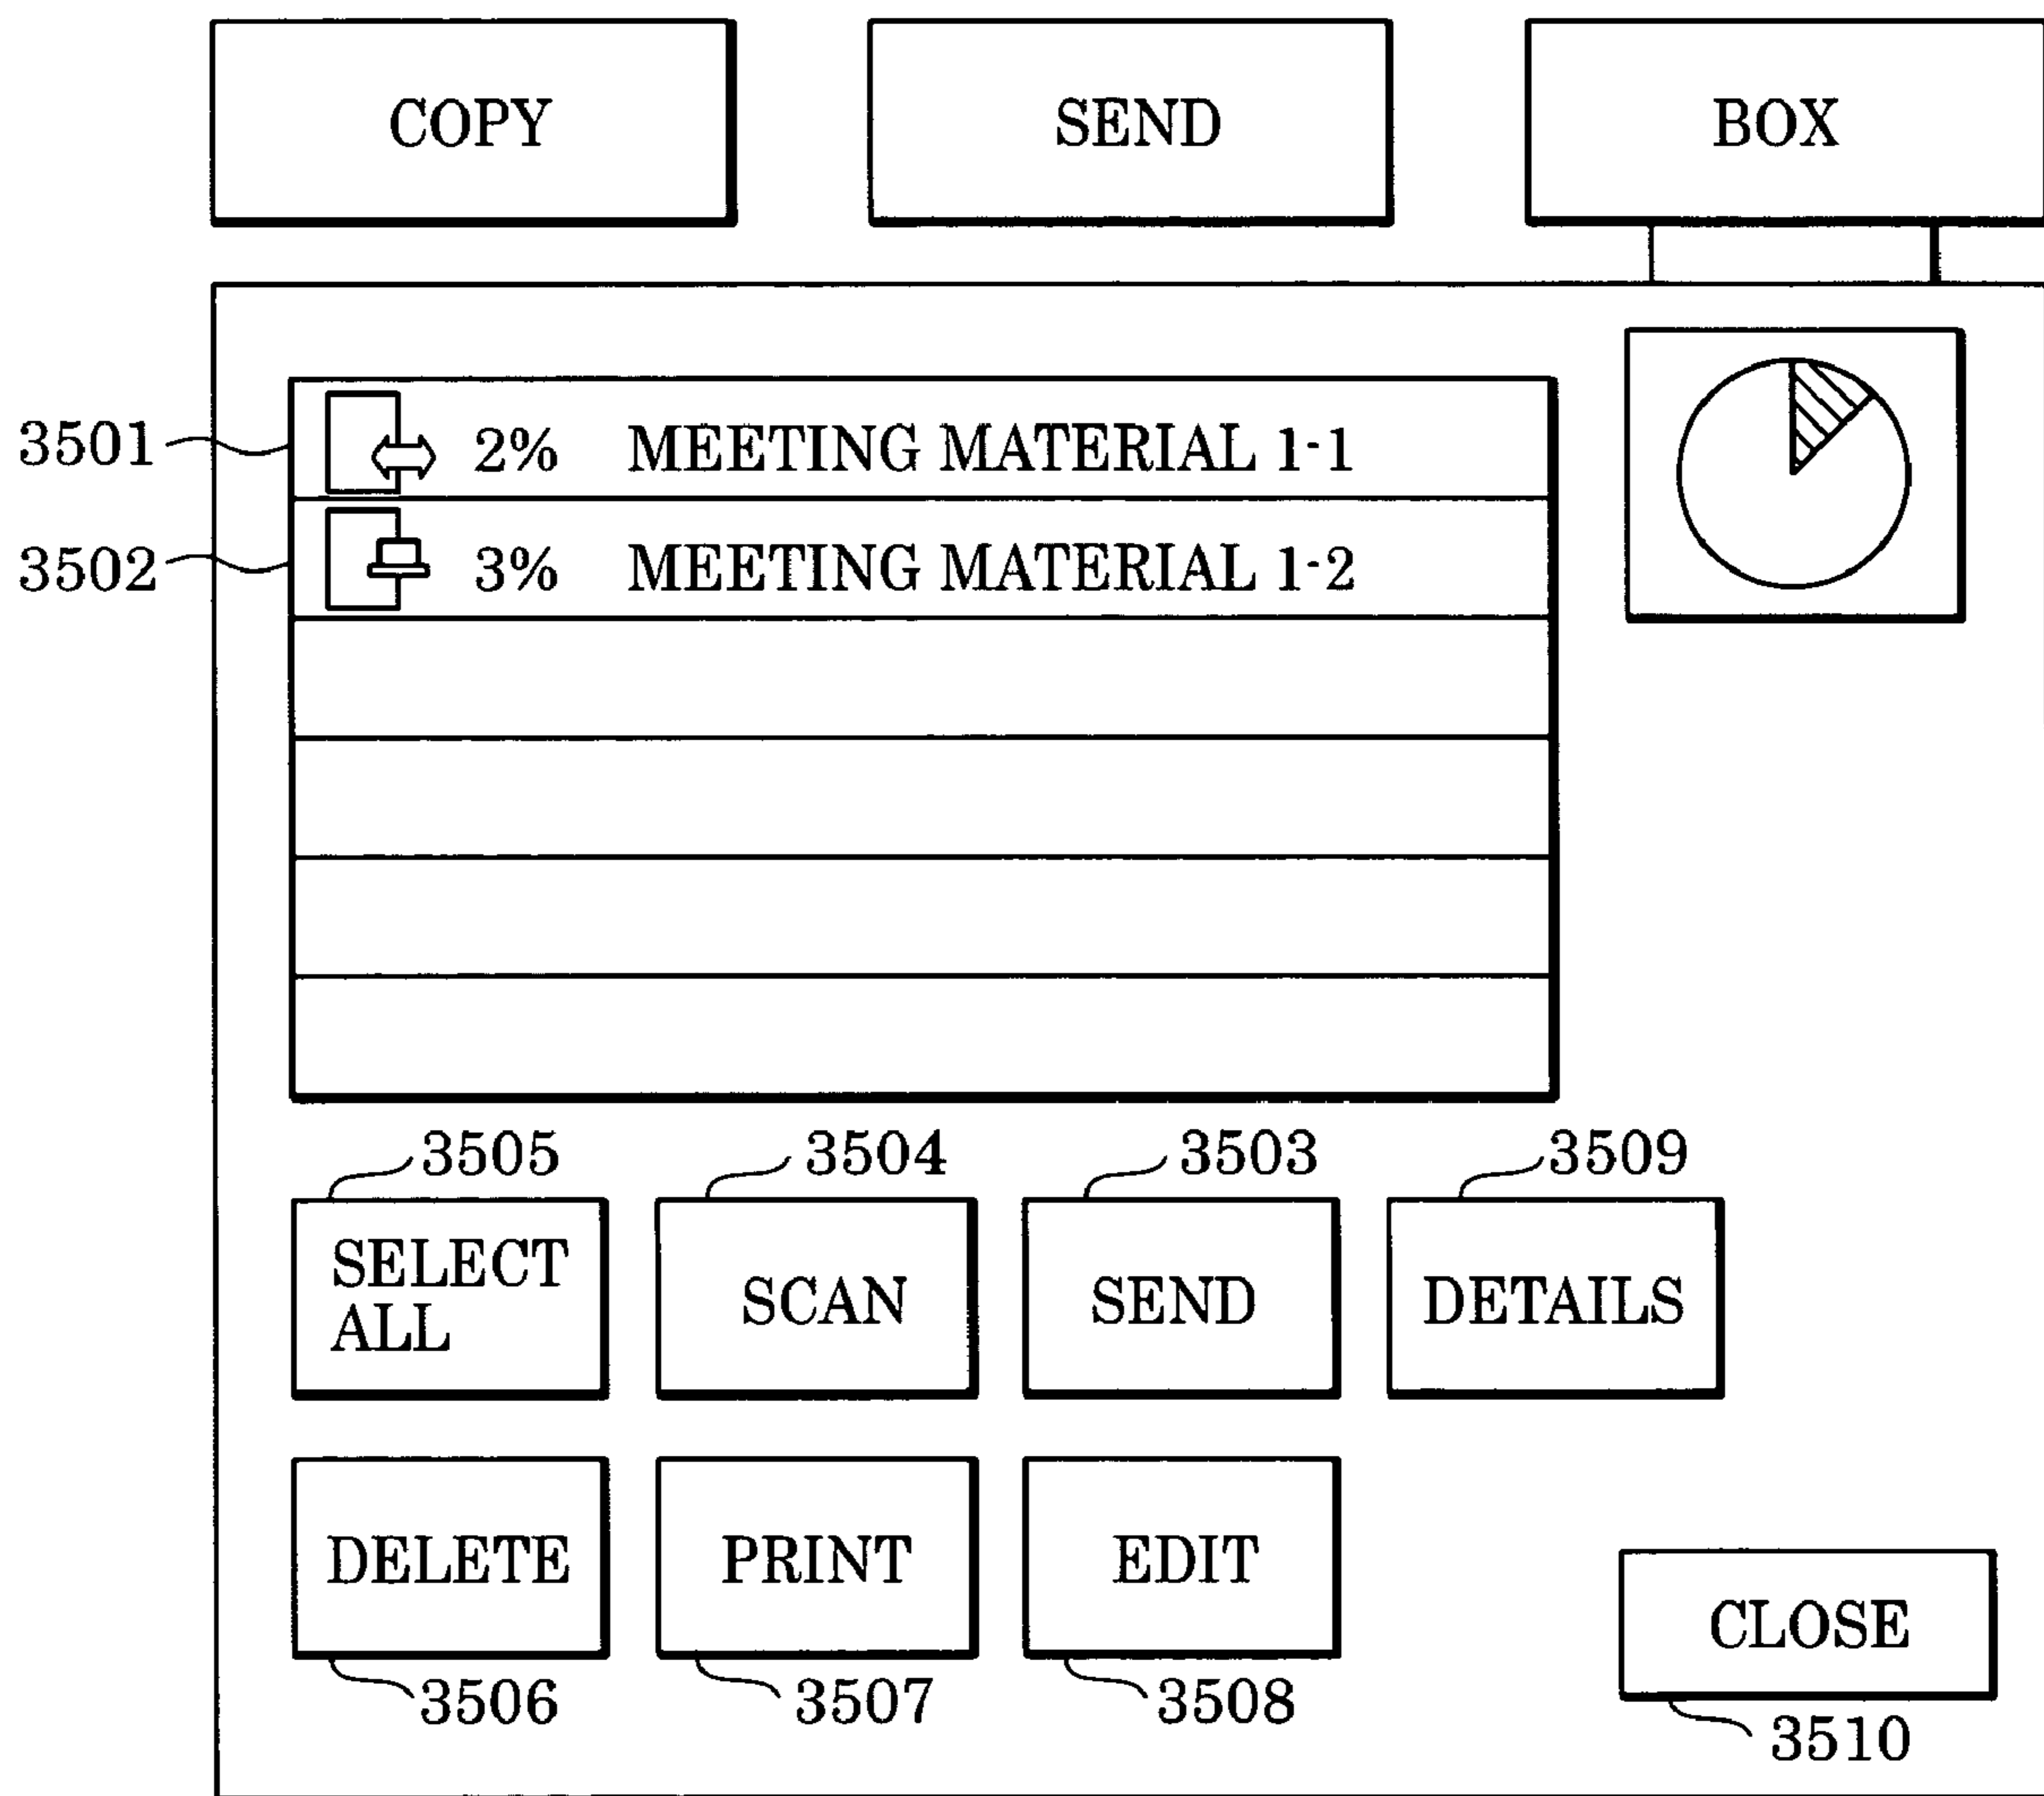 COPY
SEND
BOX
3501
2% MEETING MATERIAL 1-1
3502
3% MEETING MATERIAL 1-2
3505
3504
3503
3509
SELECT
ALL
SCAN
SEND
DETAILS
DELETE
PRINT
EDIT
CLOSE
3506
3507
3508
3510